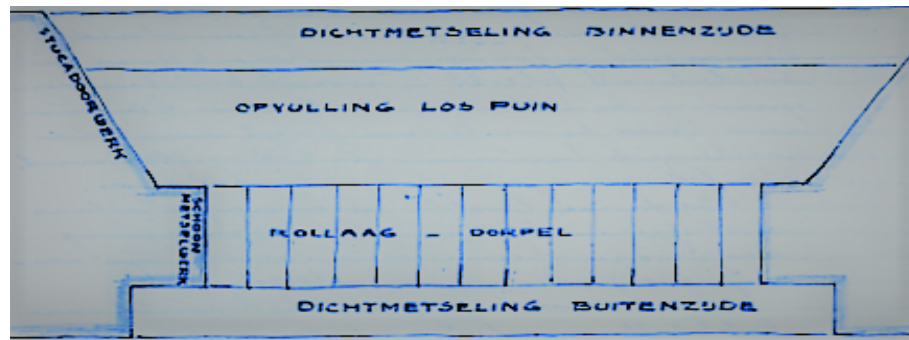 DICHTMETSELING BINNENZIJDE
STUCADOORWERK
OPVULLING LOS PUIN
SCHOON
METSELWERK
ROLLAAG - DORPEL
DICHTMETSELING BUITENZIJDE